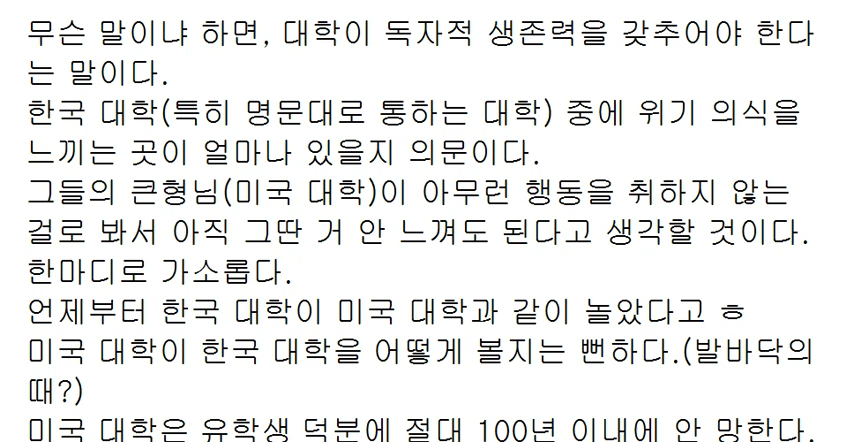 무슨 말이냐 하면, 대학이 독자적 생존력을 갖추어야 한다
는 말이다.
한국 대학(특히 명문대로 통하는 대학) 중에 위기 의식을
느끼는 곳이 얼마나 있을지 의문이다.
그들의 큰형님(미국 대학)이 아무런 행동을 취하지 않는
걸로 봐서 아직 그딴 거 안 느껴도 된다고 생각할 것이다.
한마디로 가소롭다.
언제부터 한국 대학이 미국 대학과 같이 놀았다고 ㅎ
미국 대학이 한국 대학을 어떻게 볼지는 뻔하다.(발바닥의
때?)
미국 대학은 유학생 덕분에 절대 100년 이내에 안 망한다.